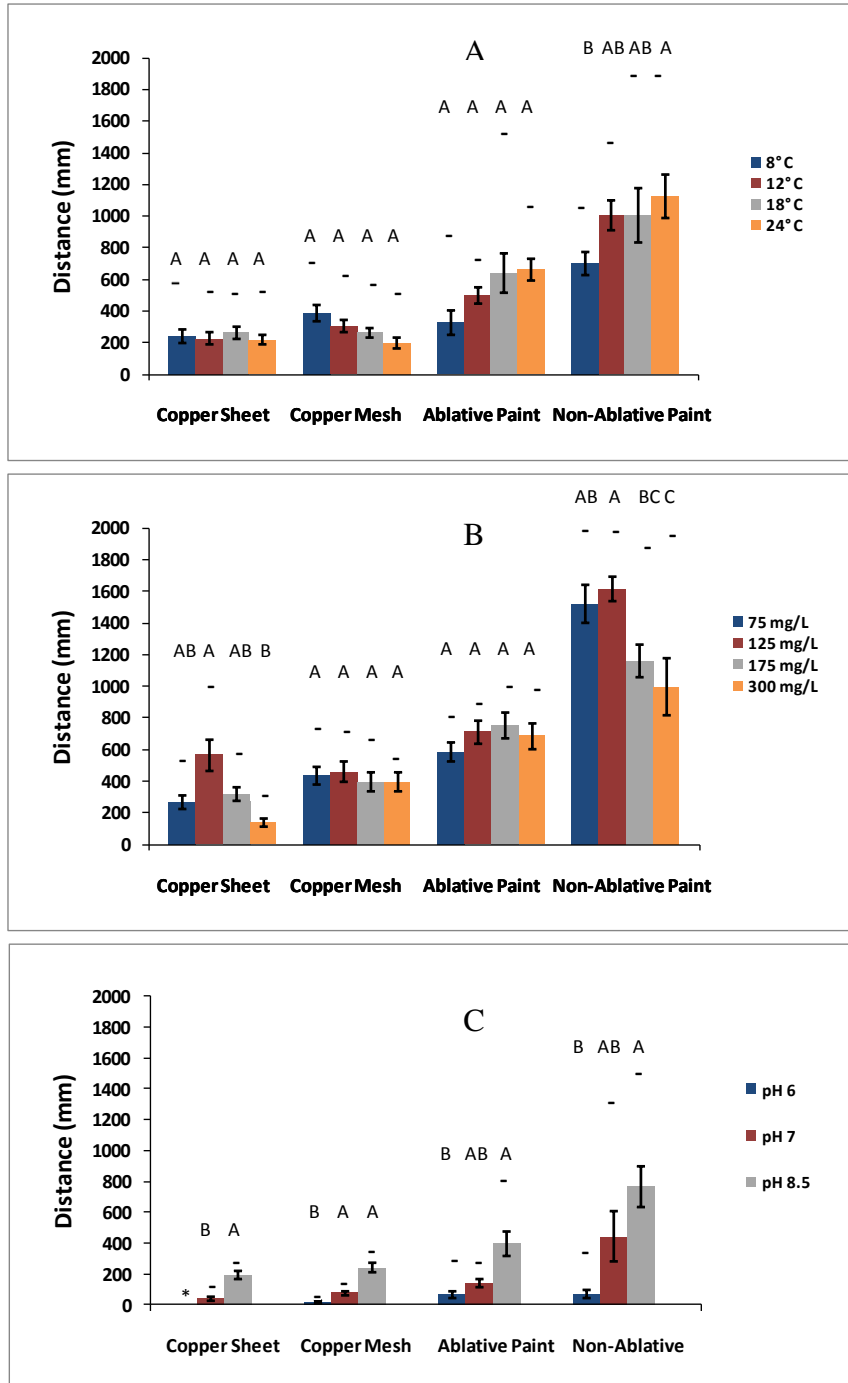 A
B AB AB A
A A A A
A A A A
A A A A
2000
1800
1600
1400
1200
1000
800
600
400
200
0
Distance (mm)
8°C
12°C
18°C
24°C
Copper Sheet Copper Mesh Ablative Paint Non-Ablative Paint
B
AB A BC C
AB A AB B
A A A A
A A A A
2000
1800
1600
1400
1200
1000
800
600
400
200
0
Distance (mm)
75 mg/L
125 mg/L
175 mg/L
300 mg/L
Copper Sheet Copper Mesh Ablative Paint Non-Ablative Paint
C
B AB A
B AB A
B A
B A A
2000
1800
1600
1400
1200
1000
800
600
400
200
0
Distance (mm)
*
pH 6
pH 7
pH 8.5
Copper Sheet Copper Mesh Ablative Paint Non-Ablative